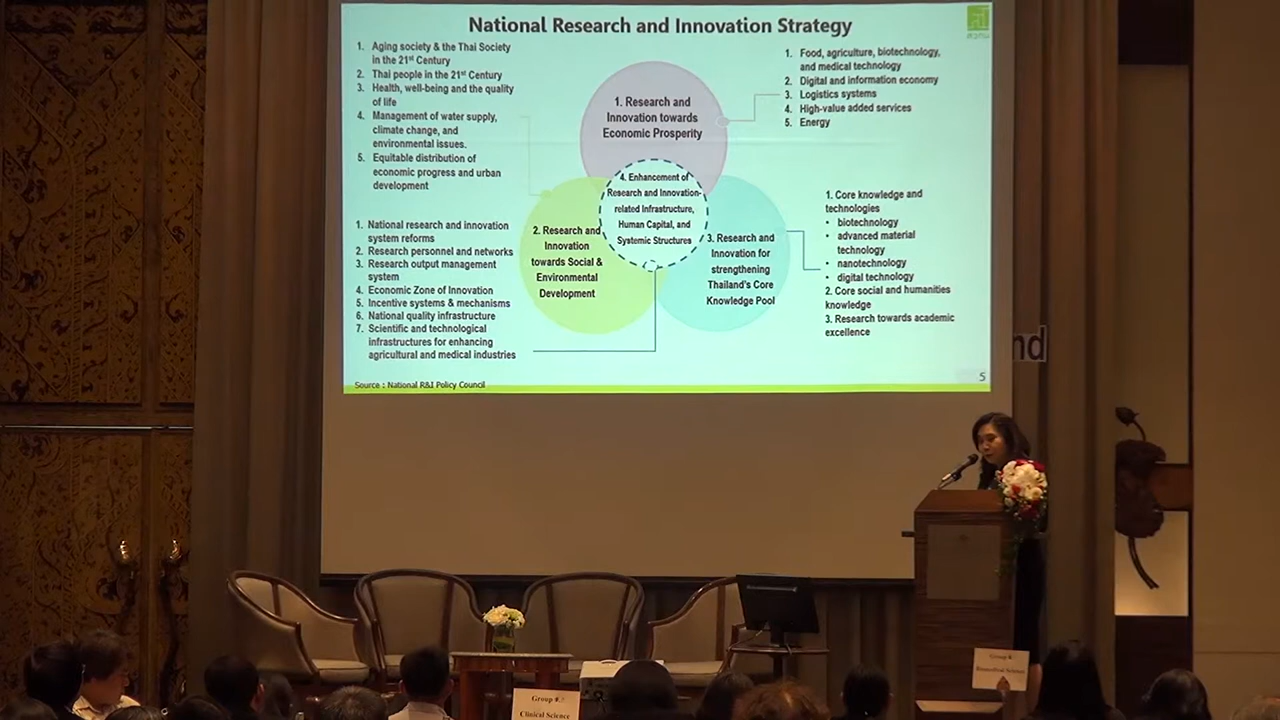 National Research and Innovation Strategy
สวทน
1. Aging society & the Thai Society
in the 21st Century
2. Thai people in the 21st Century
3. Health, well-being and the quality
of life
4. Management of water supply,
climate change, and
environmental issues.
5. Equitable distribution of
economic progress and urban
development
1. National research and innovation
system reforms
2. Research personnel and networks
3. Research output management
system
4. Economic Zone of Innovation
5. Incentive systems & mechanisms
6. National quality infrastructure
7. Scientific and technological
infrastructures for enhancing
agricultural and medical industries
1. Research and
Innovation towards
Economic Prosperity
4. Enhancement of
Research and Innovation-
related Infrastructure,
Human Capital, and
Systemic Structures
2. Research and
Innovation
towards Social &
Environmental
Development
3. Research and
Innovation for
strengthening
Thailand's Core
Knowledge Pool
1. Food, agriculture, biotechnology,
and medical technology
2. Digital and information economy
3. Logistics systems
4. High-value added services
5. Energy
1. Core knowledge and
technologies
• biotechnology
• advanced material
technology
• nanotechnology
• digital technology
2. Core social and humanities
knowledge
3. Research towards academic
excellence
Source : National R&I Policy Council
5
nd
Group
Biomedical Science
Group
Clinical Science